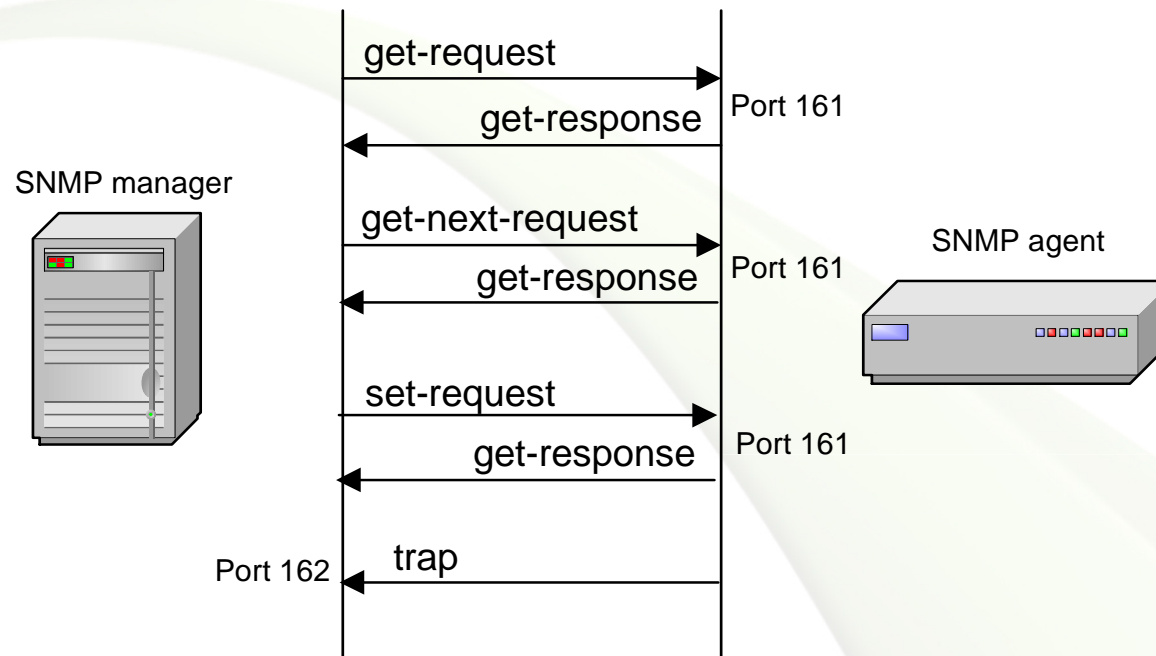 get-request
Port 161
get-response
SNMP manager
get-next-request
SNMP agent
Port 161
get-response
set-request
Port 161
get-response
Port 162
trap